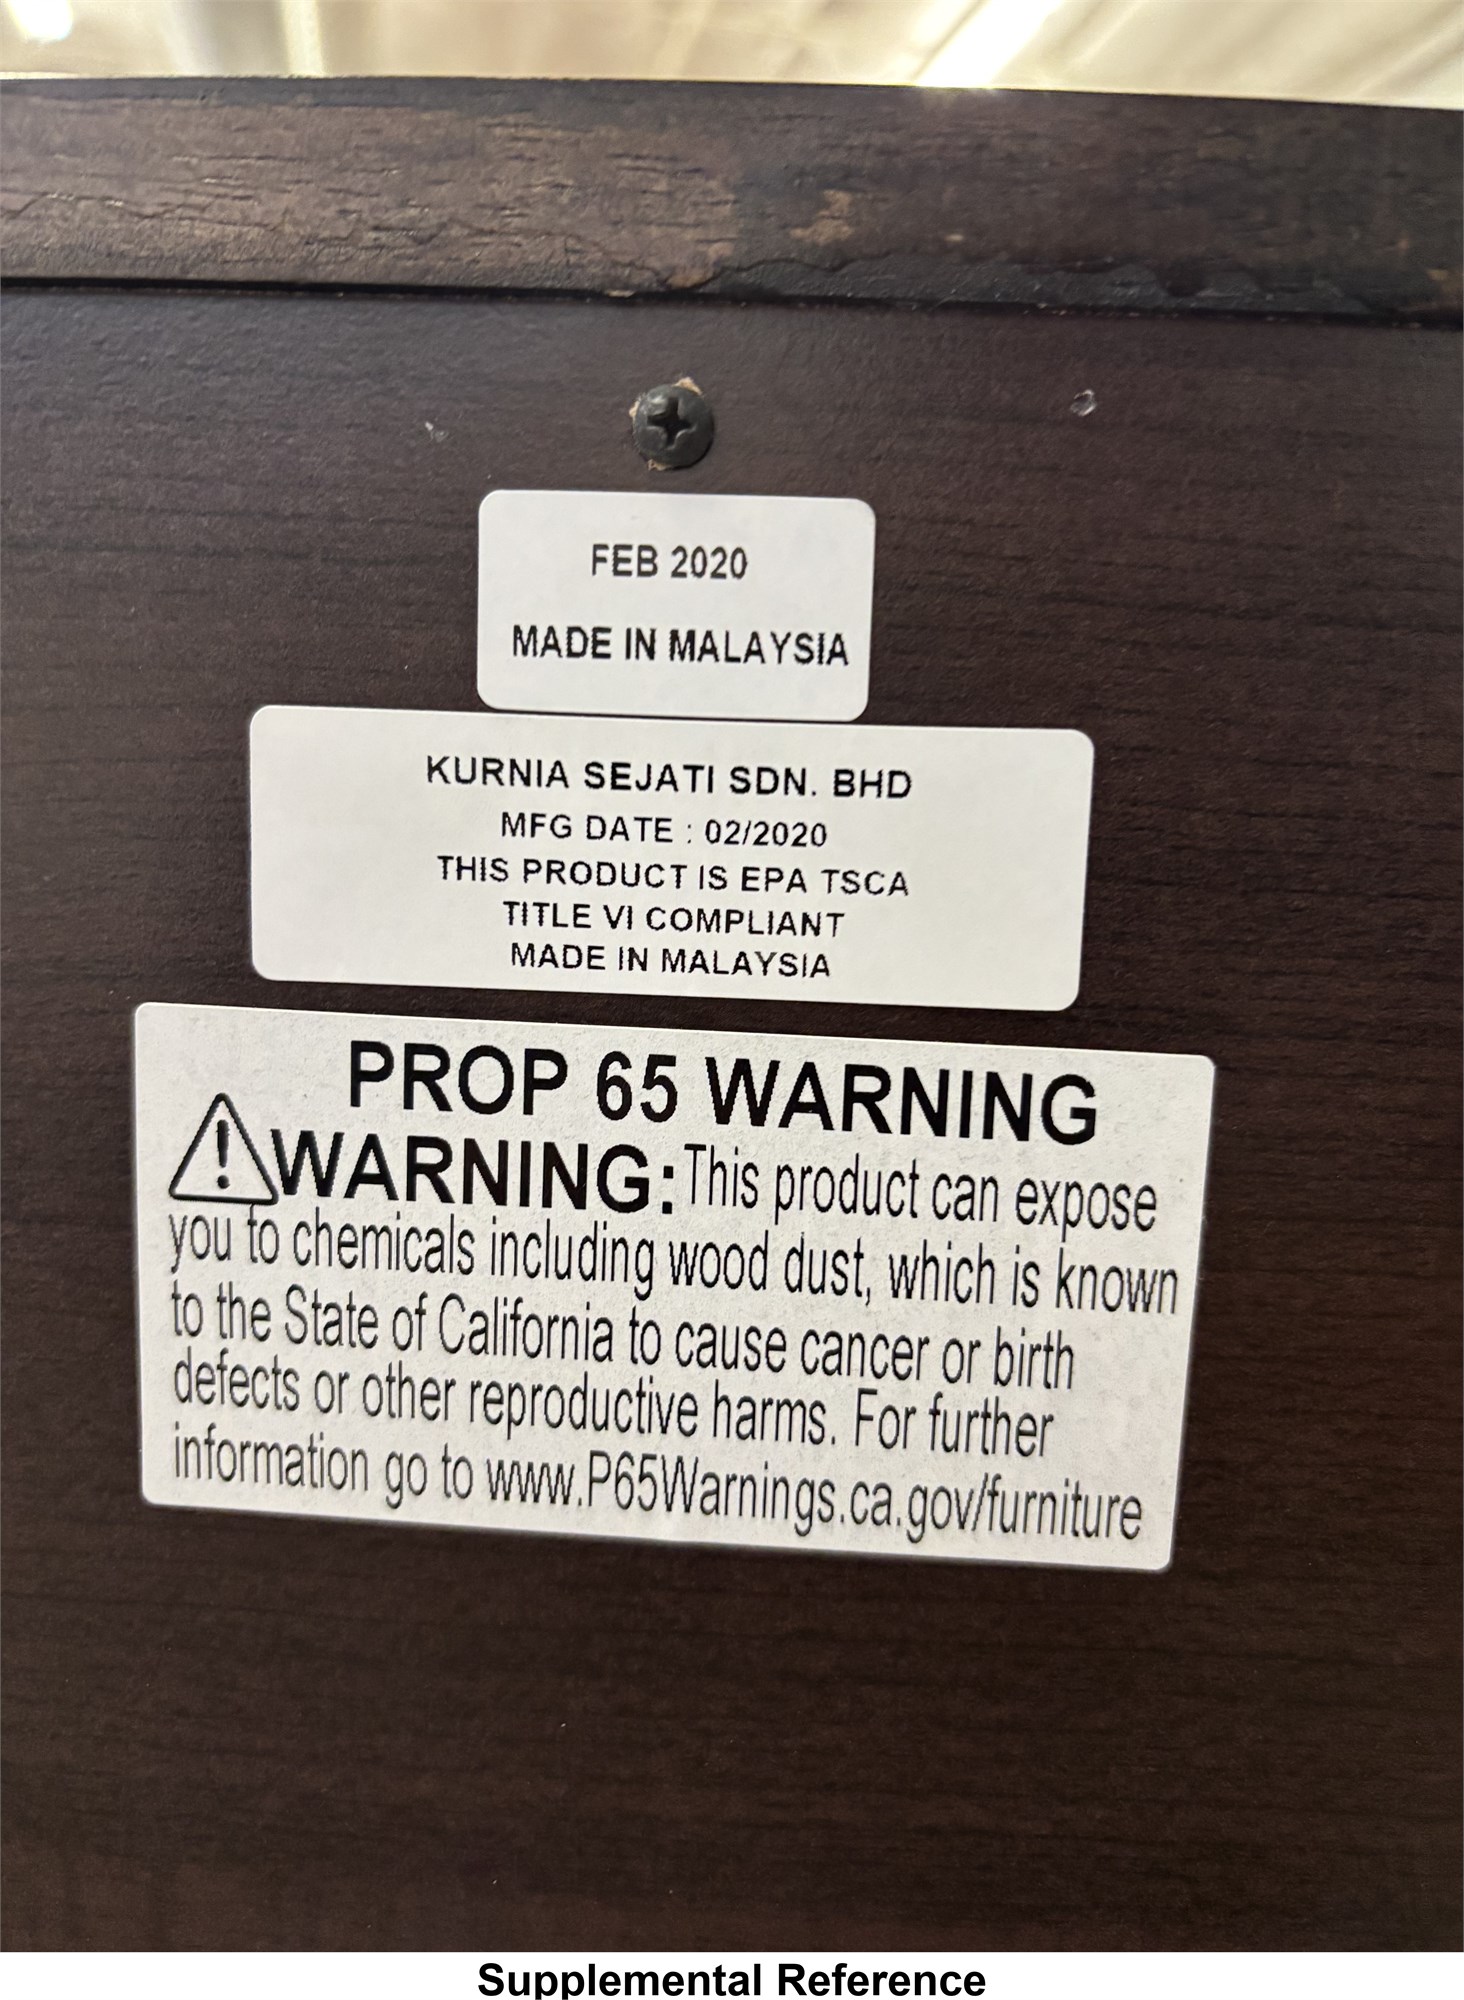 FEB 2020
MADE IN MALAYSIA
KURNIA SEJATI SDN. BHD
MFG DATE : 02/2020
THIS PRODUCT IS EPA TSCA
TITLE VI COMPLIANT
MADE IN MALAYSIA
PROP 65 WARNING
WARNING: This product can expose
you to chemicals including wood dust, which is known
to the State of California to cause cancer or birth
defects or other reproductive harms. For further
information go to www.P65Warnings.ca.gov/furniture
Supplemental Reference